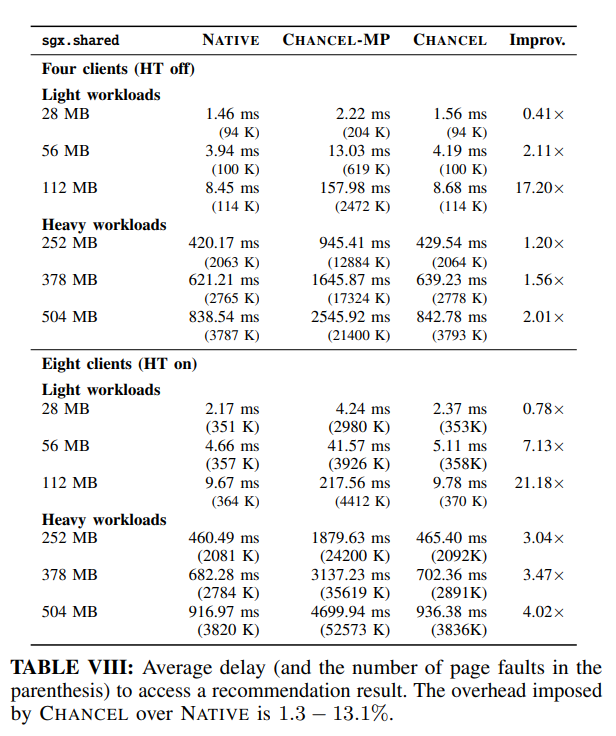 sgx.shared NATIVE CHANCEL-MP CHANCEL Improv.
Four clients (HT off)
Light workloads
28 MB 1.46 ms 2.22 ms 1.56 ms 0.41×
(94 K) (204 K) (94 K)
56 MB 3.94 ms 13.03 ms 4.19 ms 2.11×
(100 K) (619 K) (100 K)
112 MB 8.45 ms 157.98 ms 8.68 ms 17.20×
(114 K) (2472 K) (114 K)
Heavy workloads
252 MB 420.17 ms 945.41 ms 429.54 ms 1.20×
(2063 K) (12884 K) (2064 K)
378 MB 621.21 ms 1645.87 ms 639.23 ms 1.56×
(2765 K) (17324 K) (2778 K)
504 MB 838.54 ms 2545.92 ms 842.78 ms 2.01×
(3787 K) (21400 K) (3793 K)
Eight clients (HT on)
Light workloads
28 MB 2.17 ms 4.24 ms 2.37 ms 0.78×
(351 K) (2980 K) (353K)
56 MB 4.66 ms 41.57 ms 5.11 ms 7.13×
(357 K) (3926 K) (358K)
112 MB 9.67 ms 217.56 ms 9.78 ms 21.18×
(364 K) (4412 K) (370 K)
Heavy workloads
252 MB 460.49 ms 1879.63 ms 465.40 ms 3.04×
(2081 K) (24200 K) (2092K)
378 MB 682.28 ms 3137.23 ms 702.36 ms 3.47×
(2784 K) (35619 K) (2891K)
504 MB 916.97 ms 4699.94 ms 936.38 ms 4.02×
(3820 K) (52573 K) (3836K)
TABLE VIII: Average delay (and the number of page faults in the
parenthesis) to access a recommendation result. The overhead imposed
by CHANCEL over NATIVE is 1.3 − 13.1%.